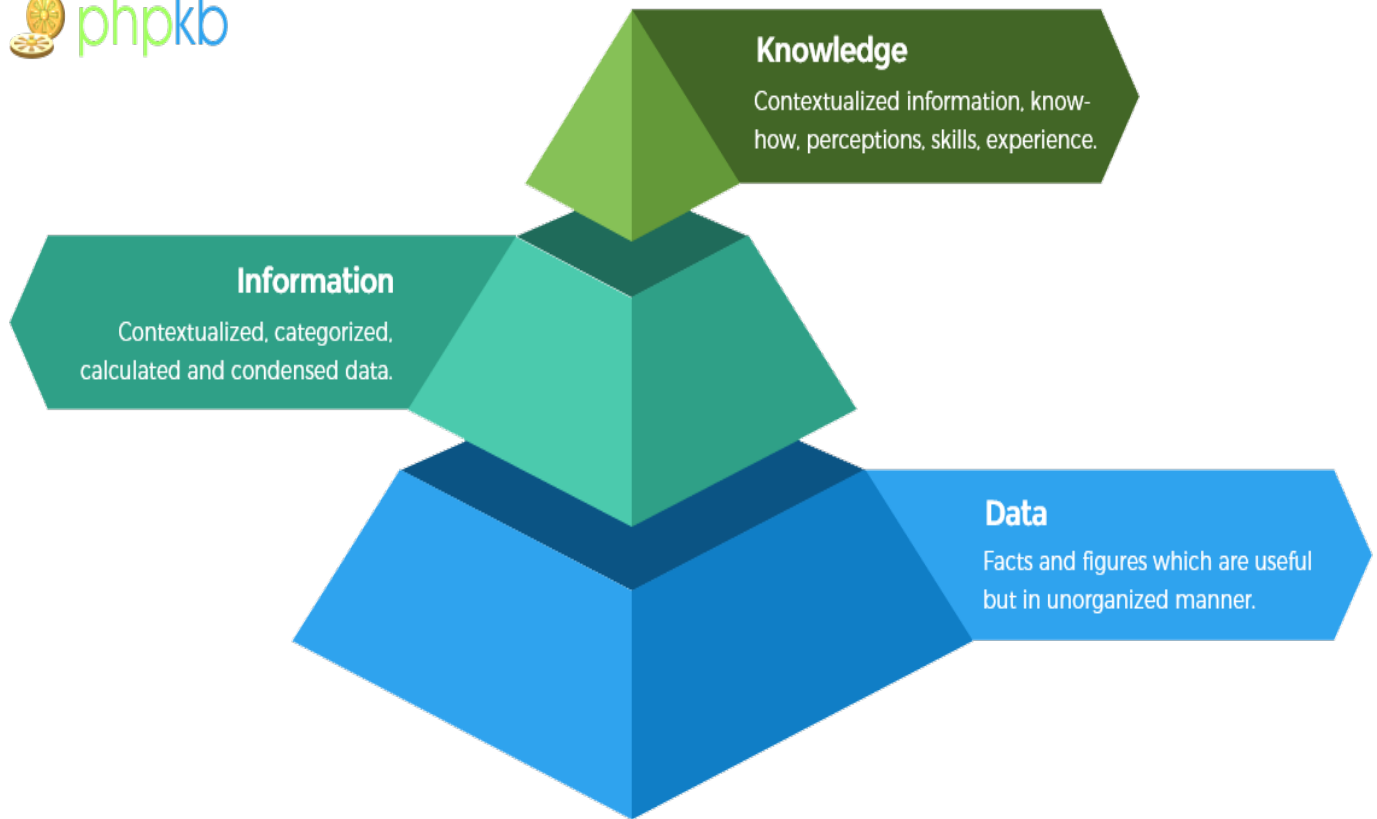 phpkb
Knowledge
Contextualized information, know-
how, perceptions, skills, experience.
Information
Contextualized, categorized,
calculated and condensed data.
Data
Facts and figures which are useful
but in unorganized manner.